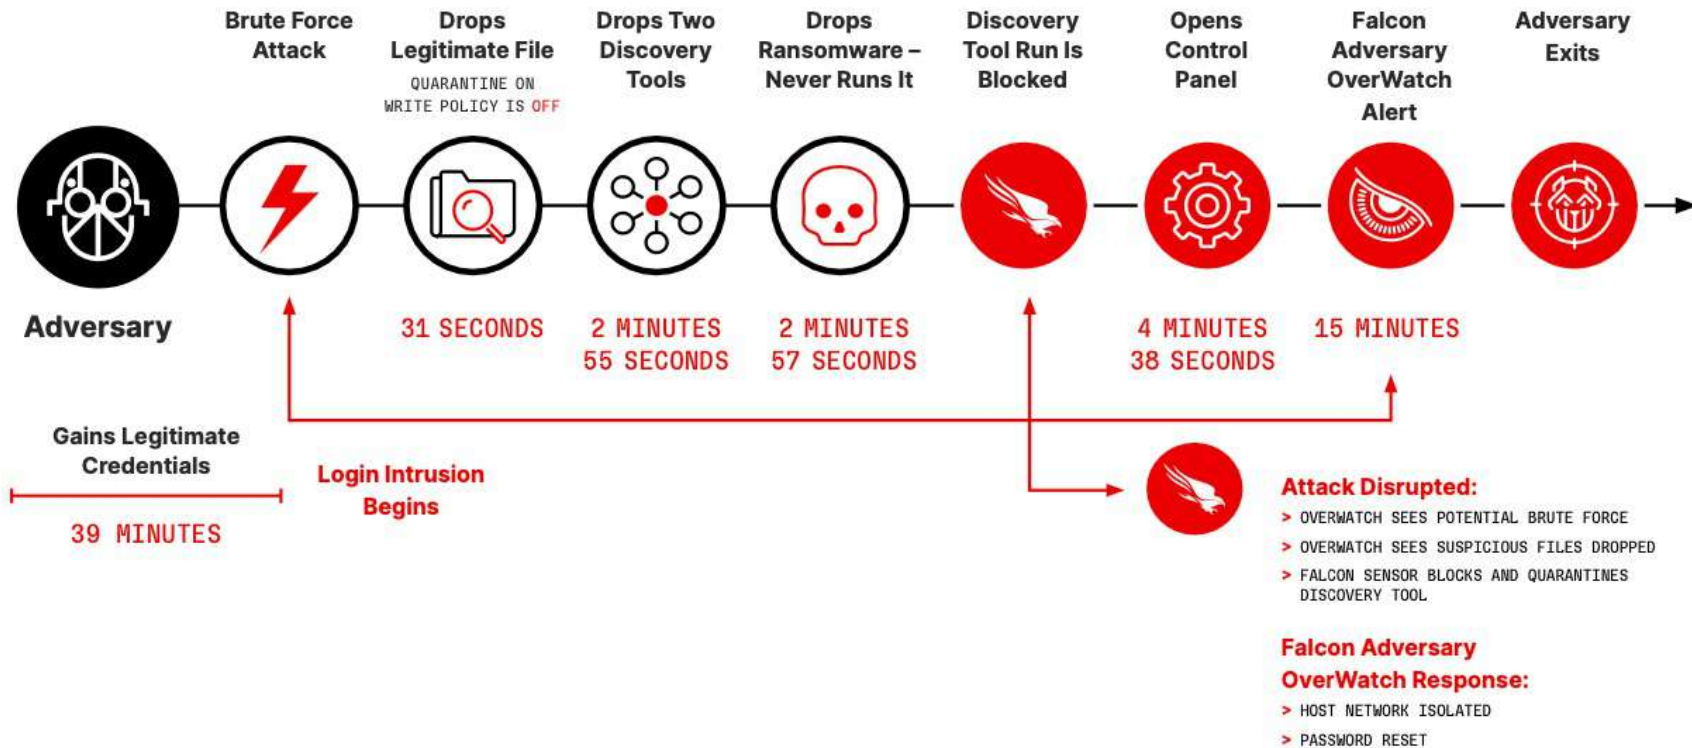 Brute Force
Attack
Drops
Legitimate File
QUARANTINE ON
WRITE POLICY IS OFF
Drops Two
Discovery
Tools
Drops
Ransomware –
Never Runs It
Discovery
Tool Run Is
Blocked
Opens
Control
Panel
Falcon
Adversary
OverWatch
Alert
Adversary
Exits
Adversary
31 SECONDS
2 MINUTES
55 SECONDS
2 MINUTES
57 SECONDS
4 MINUTES
38 SECONDS
15 MINUTES
Gains Legitimate
Credentials
39 MINUTES
Login Intrusion
Begins
Attack Disrupted:
> OVERWATCH SEES POTENTIAL BRUTE FORCE
> OVERWATCH SEES SUSPICIOUS FILES DROPPED
> FALCON SENSOR BLOCKS AND QUARANTINES
DISCOVERY TOOL
Falcon Adversary
OverWatch Response:
> HOST NETWORK ISOLATED
> PASSWORD RESET